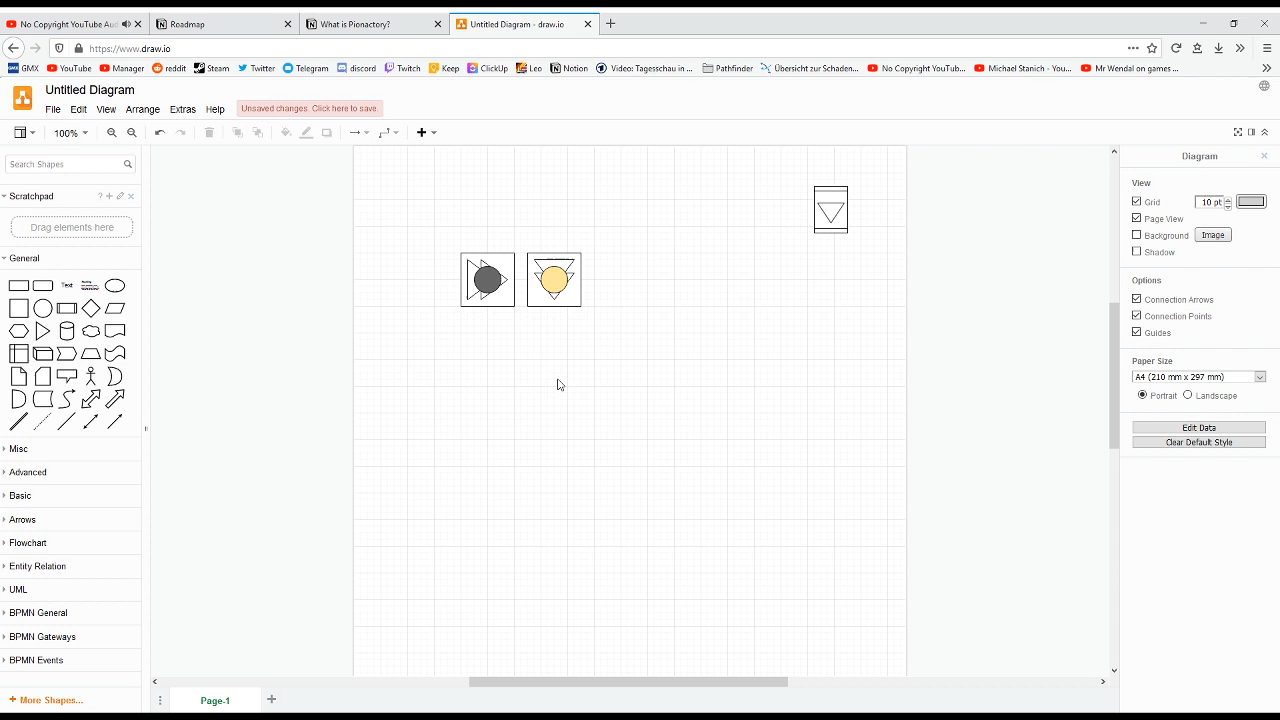 No Copyright YouTube Aud
Roadmap
What is Pionactory?
Untitled Diagram - draw.io
https://www.draw.io
GMX
YouTube
Manager
reddit
Steam
Twitter
Telegram
discord
Twitch
Keep
ClickUp
Notion
Video: Tagesschau in ...
Pathfinder
Übersicht zu Schaden...
No Copyright YouTub...
Michael Stanich - You...
Mr Wendal on game...
Untitled Diagram
File Edit View Arrange Extras Help
Unsaved changes. Click here to save.
100%
Search Shapes
Scratchpad
?
Drag elements here
General
Text
Misc
Advanced
Basic
Arrows
Flowchart
Entity Relation
UML
BPMN General
BPMN Gateways
BPMN Events
+ More Shapes...
Page-1
Diagram
View
Grid
10 pt
Page View
Background
Image
Shadow
Options
Connection Arrows
Connection Points
Guides
Paper Size
A4 (210 mm x 297 mm)
Portrait
Landscape
Edit Data
Clear Default Style